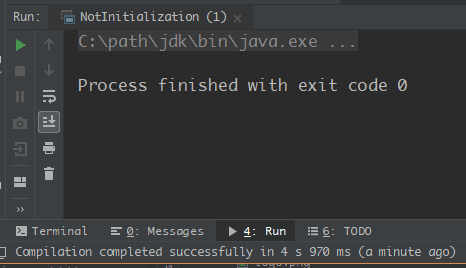 Run: NotInitialization (1) ×
C:\path\jdk\bin\java.exe ...
Process finished with exit code 0
»
Terminal 0: Messages 4: Run 6: TODO
Compilation completed successfully in 4 s 970 ms (a minute ago)